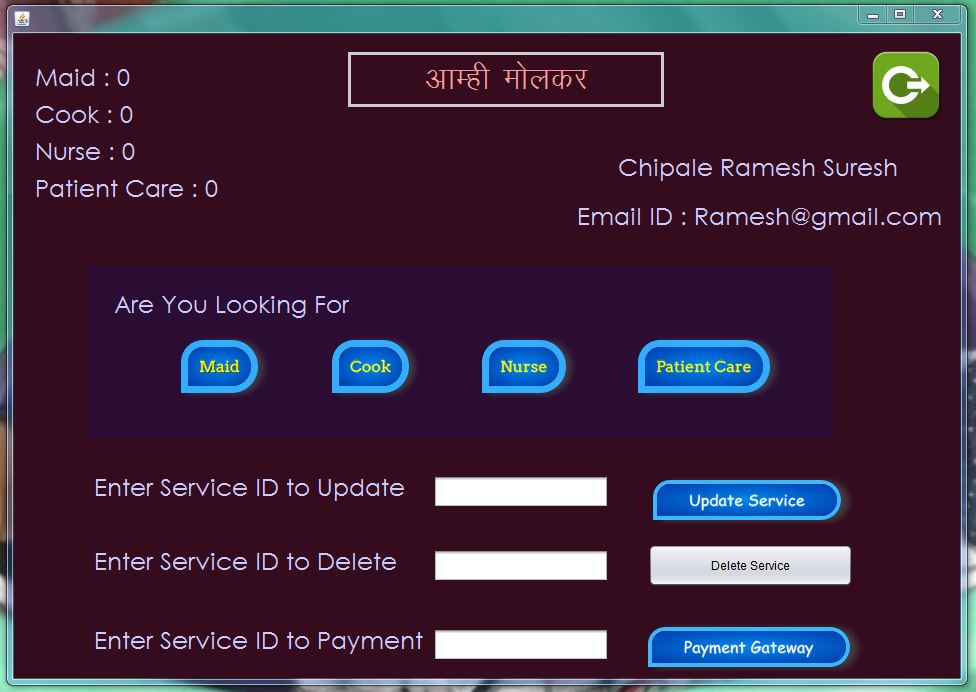 आम्ही मोलकर
Maid : 0
Cook : 0
Nurse : 0
Patient Care : 0
Chipale Ramesh Suresh
Email ID : Ramesh@gmail.com
Are You Looking For
Maid Cook Nurse Patient Care
Enter Service ID to Update Update Service
Enter Service ID to Delete Delete Service
Enter Service ID to Payment Payment Gateway